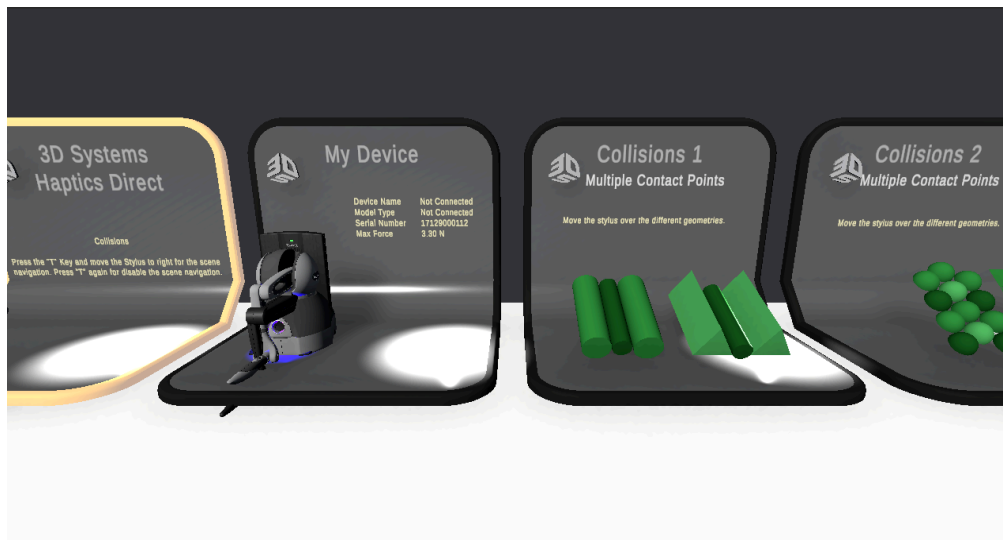 3D Systems
Haptics Direct
Collisions
Press the "T" Key and move the Stylus to right for the scene
navigation. Press "T" again for disable the scene navigation.
3D
My Device
Device Name Not Connected
Model Type Not Connected
Serial Number 17129000112
Max Force 3.30 N
3D
Collisions 1
Multiple Contact Points
Move the stylus over the different geometries.
3D
Collisions 2
Multiple Contact Points
Move the stylus over the different geometries.